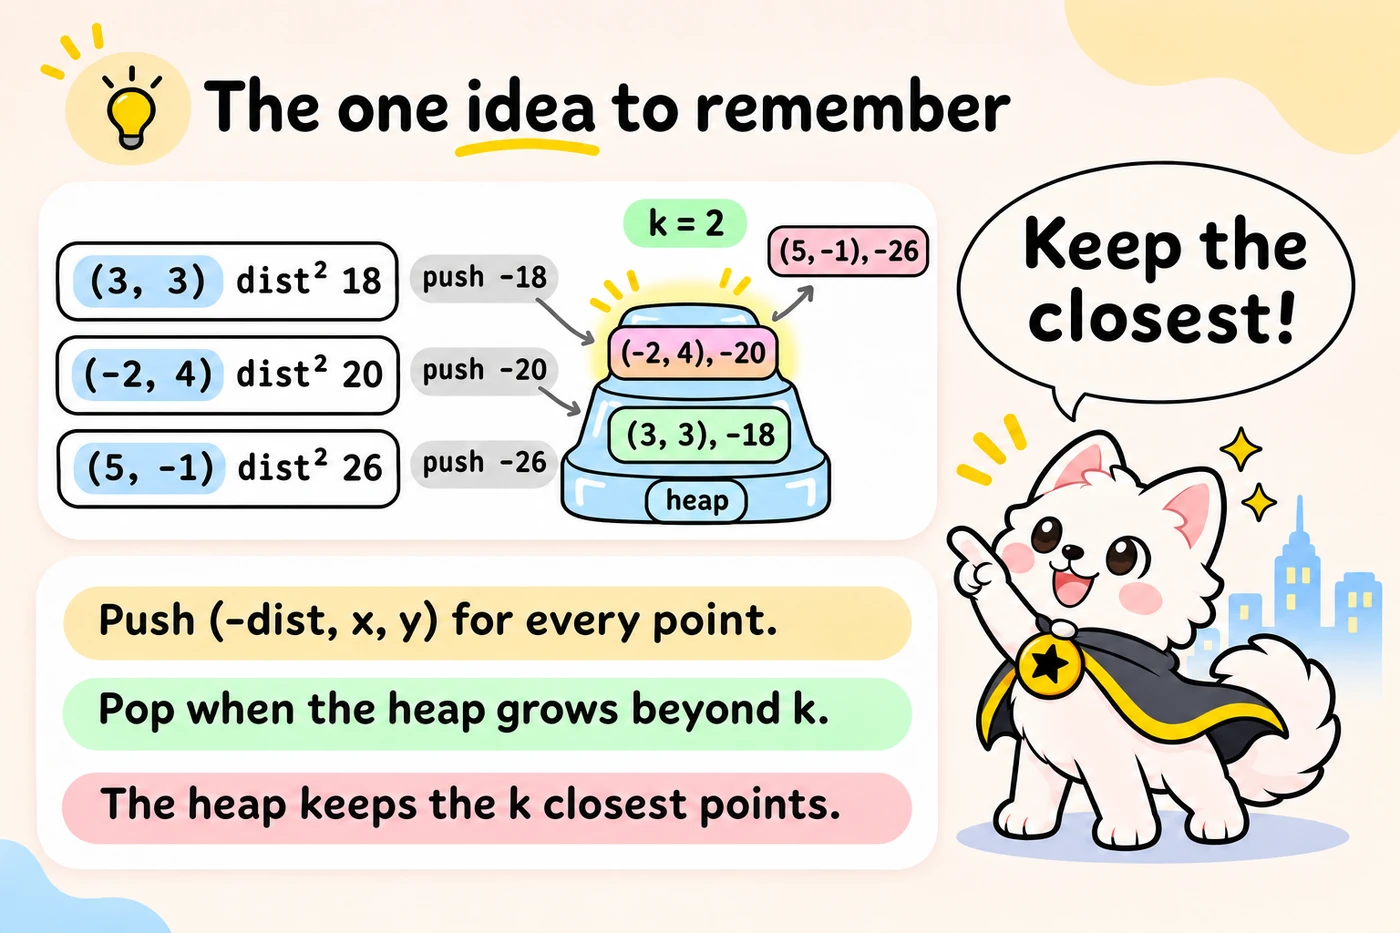 The one idea to remember
k = 2
(3, 3) dist² 18
push -18
(-2, 4) dist² 20
push -20
(5, -1) dist² 26
push -26
(5, -1), -26
(-2, 4), -20
(3, 3), -18
heap
Keep the
closest!
Push (-dist, x, y) for every point.
Pop when the heap grows beyond k.
The heap keeps the k closest points.